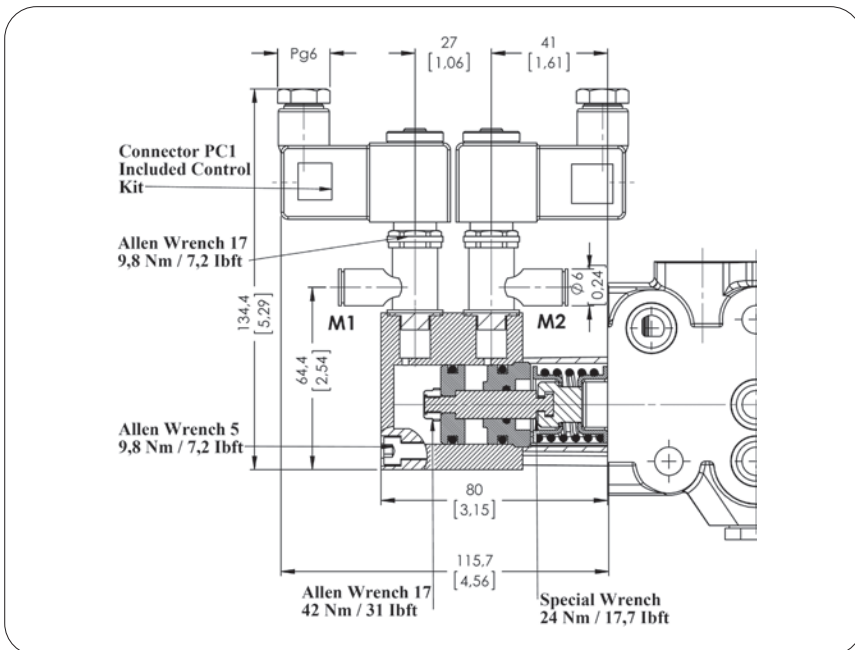 Pg6
27
[1,06]
41
[1,61]
Connector PC1
Included Control
Kit
Allen Wrench 17
9,8 Nm / 7,2 Ibft
134,4
[5,29]
64,4
[2,54]
Ø 6
0,24
M1
M2
Allen Wrench 5
9,8 Nm / 7,2 Ibft
80
[3,15]
115,7
[4,56]
Allen Wrench 17
42 Nm / 31 Ibft
Special Wrench
24 Nm / 17,7 Ibft